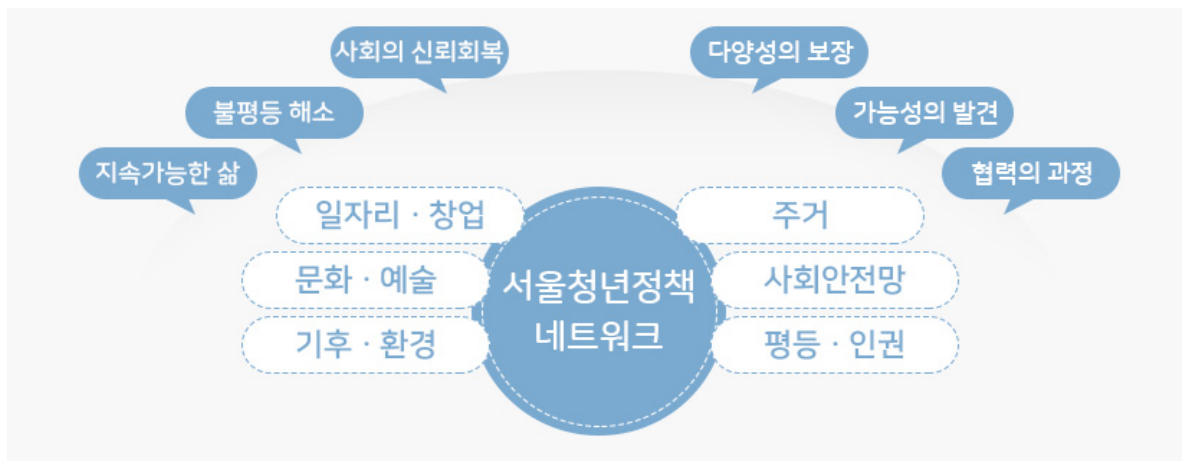 사회의 신뢰회복
다양성의 보장
불평등 해소
가능성의 발견
지속가능한 삶
협력의 과정
일자리 · 창업
주거
문화 · 예술
서울청년정책
네트워크
사회안전망
기후 · 환경
평등 · 인권